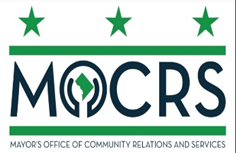 MOCRS
MAYOR'S OFFICE OF COMMUNITY RELATIONS AND SERVICES